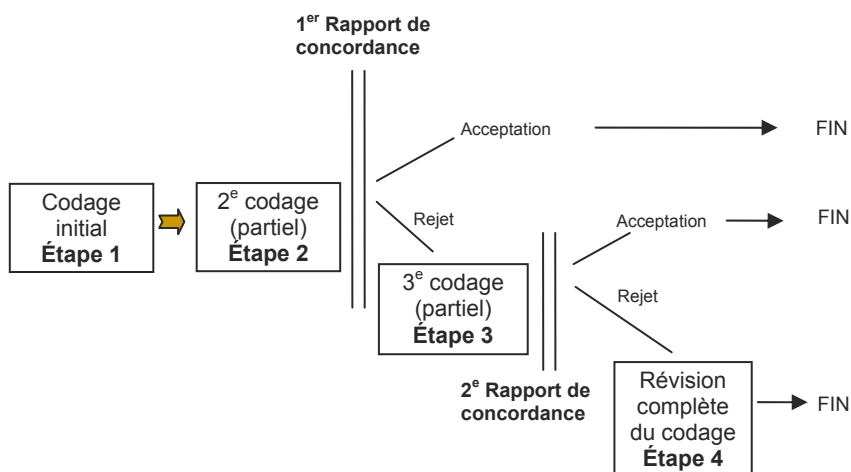 1er Rapport de
concordance
Acceptation
FIN
Codage
initial
Étape 1
2e codage
(partiel)
Étape 2
Rejet
Acceptation
FIN
3e codage
(partiel)
Étape 3
Rejet
2e Rapport de
concordance
Révision
complète
du codage
Étape 4
FIN